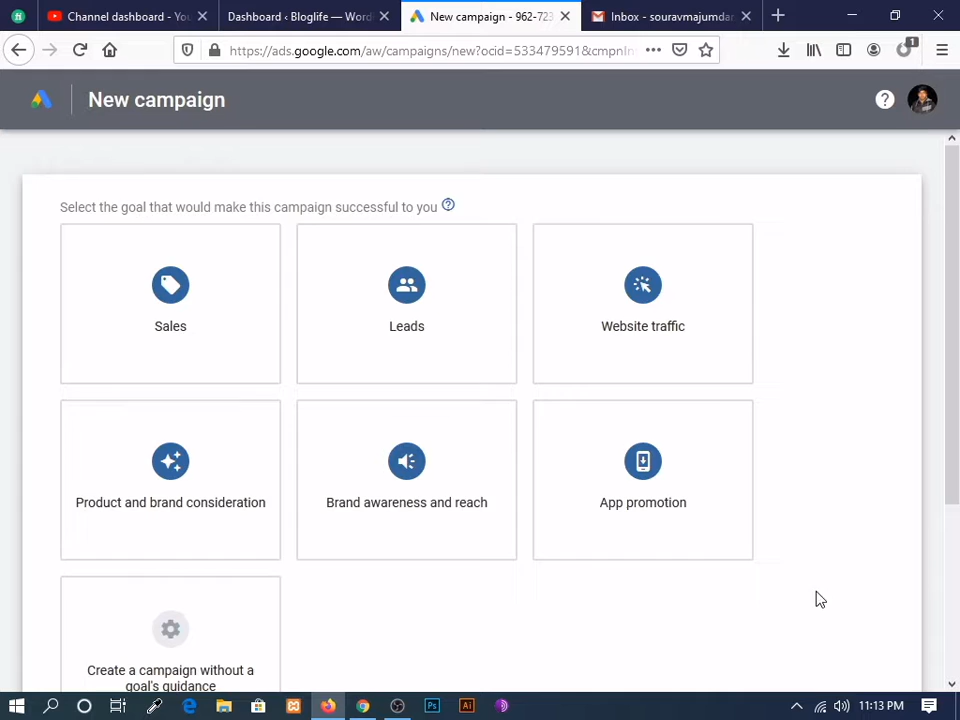 Channel dashboard - You
Dashboard ‹ Bloglife — Word
New campaign - 962-723
Inbox - souravmajumdar
https://ads.google.com/aw/campaigns/new?ocid=533479591&cmpnIn
1
New campaign
Select the goal that would make this campaign successful to you
Sales
Leads
Website traffic
Product and brand consideration
Brand awareness and reach
App promotion
Create a campaign without a
goal's guidance
Ps
Ai
11:13 PM